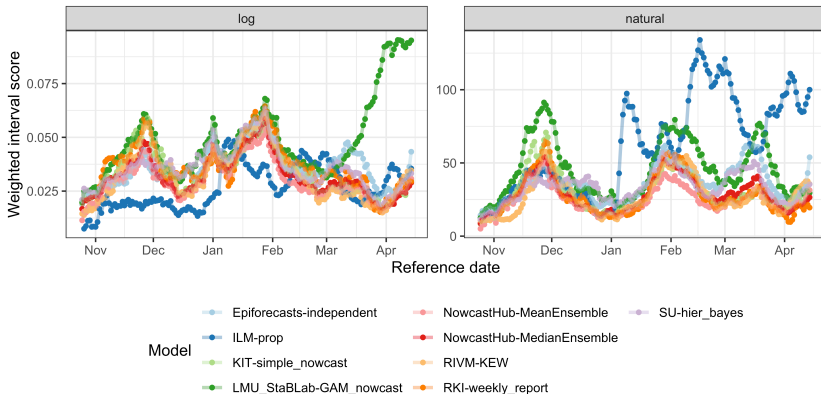 log
natural
Weighted interval score
0.075
0.050
0.025
100
50
0
Nov Dec Jan Feb Mar Apr
Nov Dec Jan Feb Mar Apr
Reference date
Model
Epiforecasts-independent
ILM-prop
KIT-simple_nowcast
LMU_StaBLab-GAM_nowcast
NowcastHub-MeanEnsemble
NowcastHub-MedianEnsemble
RIVM-KEW
RKI-weekly_report
SU-hier_bayes